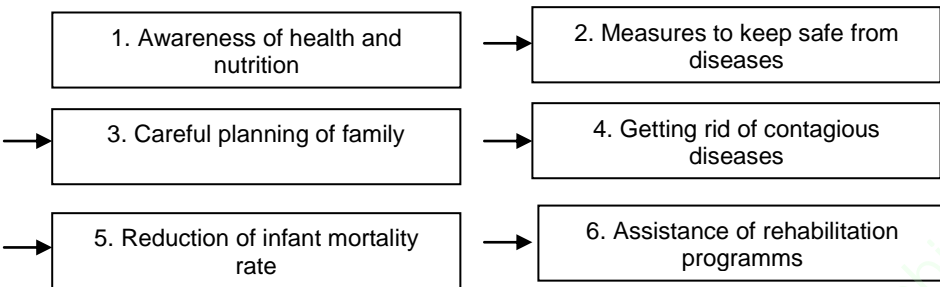 1. Awareness of health and
nutrition
2. Measures to keep safe from
diseases
3. Careful planning of family
4. Getting rid of contagious
diseases
5. Reduction of infant mortality
rate
6. Assistance of rehabilitation
programms